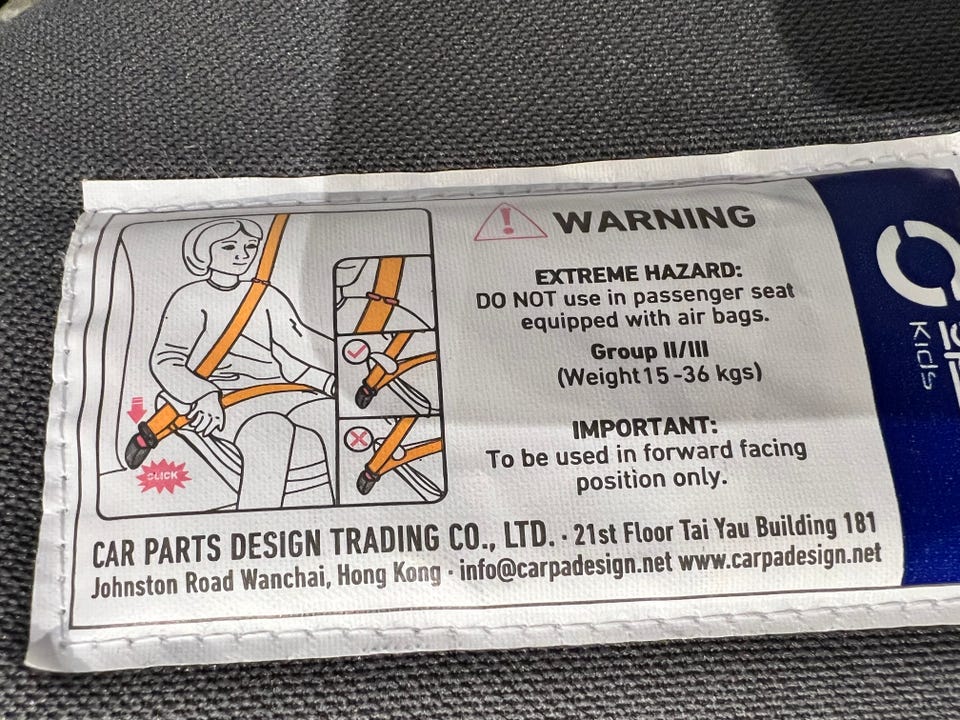 WARNING
EXTREME HAZARD:
DO NOT use in passenger seat
equipped with air bags.
Group II/III
(Weight 15-36 kgs)
IMPORTANT:
To be used in forward facing
position only.
CLICK
CAR PARTS DESIGN TRADING CO., LTD. · 21st Floor Tai Yau Building 181
Johnston Road Wanchai, Hong Kong · info@carpadesign.net www.carpadesign.net
Kids